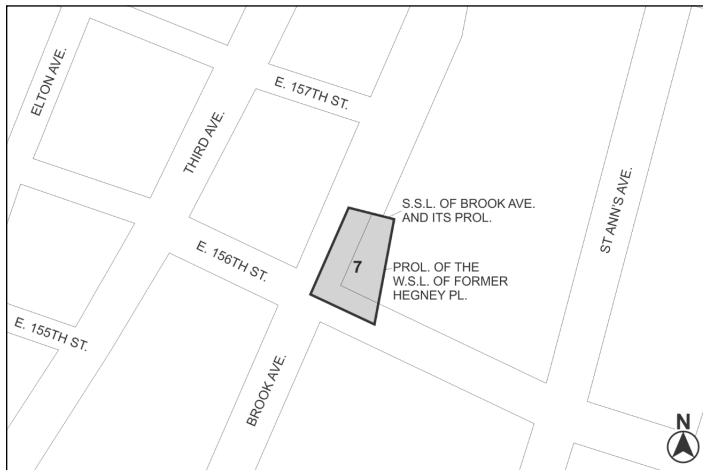 ELTON AVE.
THIRD AVE.
E. 157TH ST.
S.S.L. OF BROOK AVE.
AND ITS PROL.
ST ANN'S AVE.
E. 156TH ST.
7
PROL. OF THE
W.S.L. OF FORMER
HEGNEY PL.
E. 155TH ST.
BROOK AVE.
N